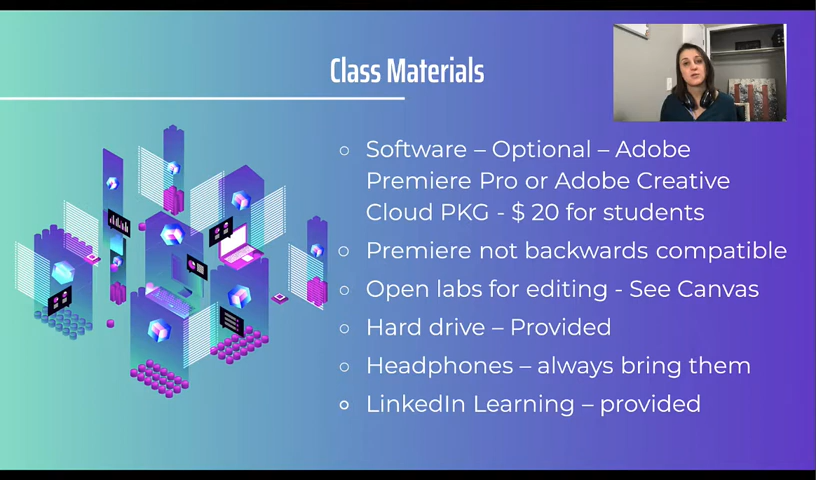 Class Materials
Software – Optional – Adobe
Premiere Pro or Adobe Creative
Cloud PKG - $ 20 for students
Premiere not backwards compatible
Open labs for editing - See Canvas
Hard drive – Provided
Headphones – always bring them
LinkedIn Learning – provided